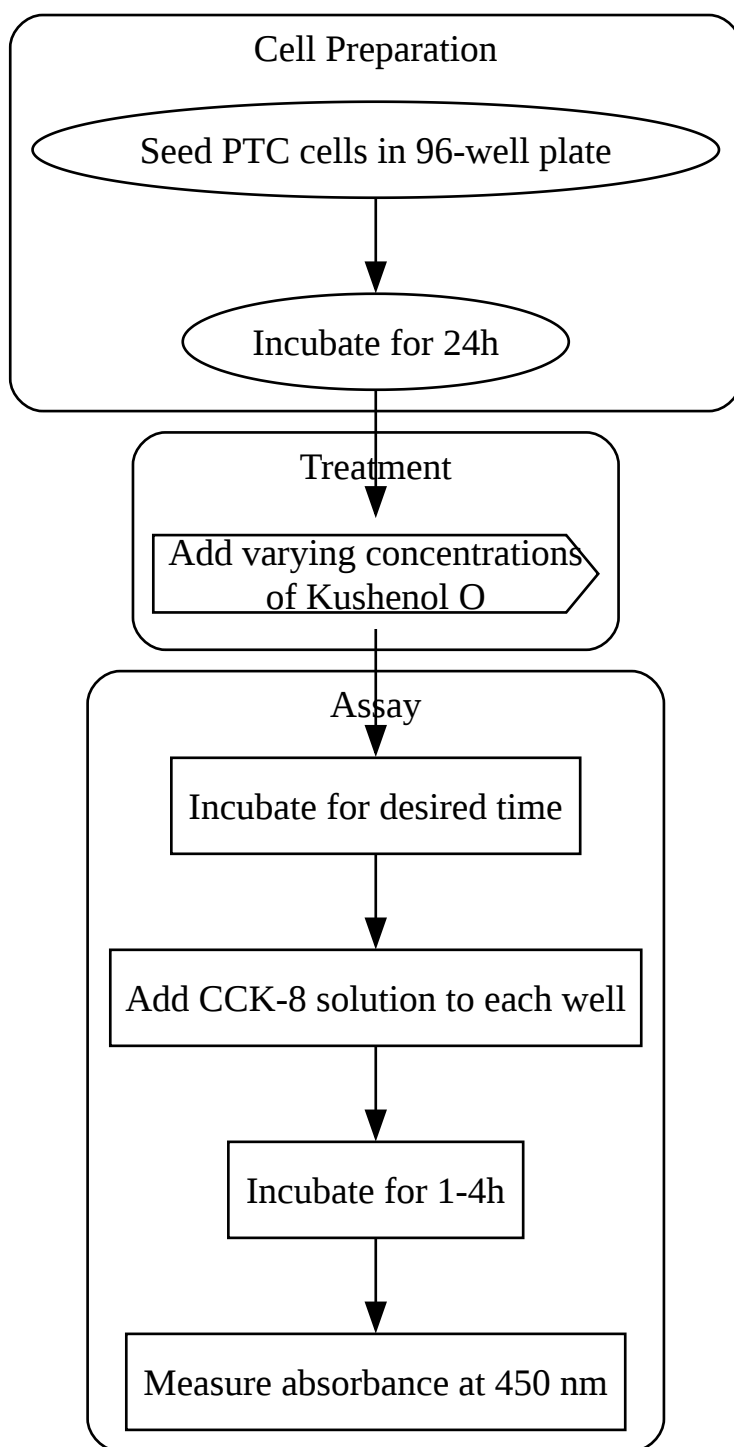 Cell Preparation
Seed PTC cells in 96-well plate
Incubate for 24h
Treatment
Add varying concentrations
of Kushenol O
Assay
Incubate for desired time
Add CCK-8 solution to each well
Incubate for 1-4h
Measure absorbance at 450 nm